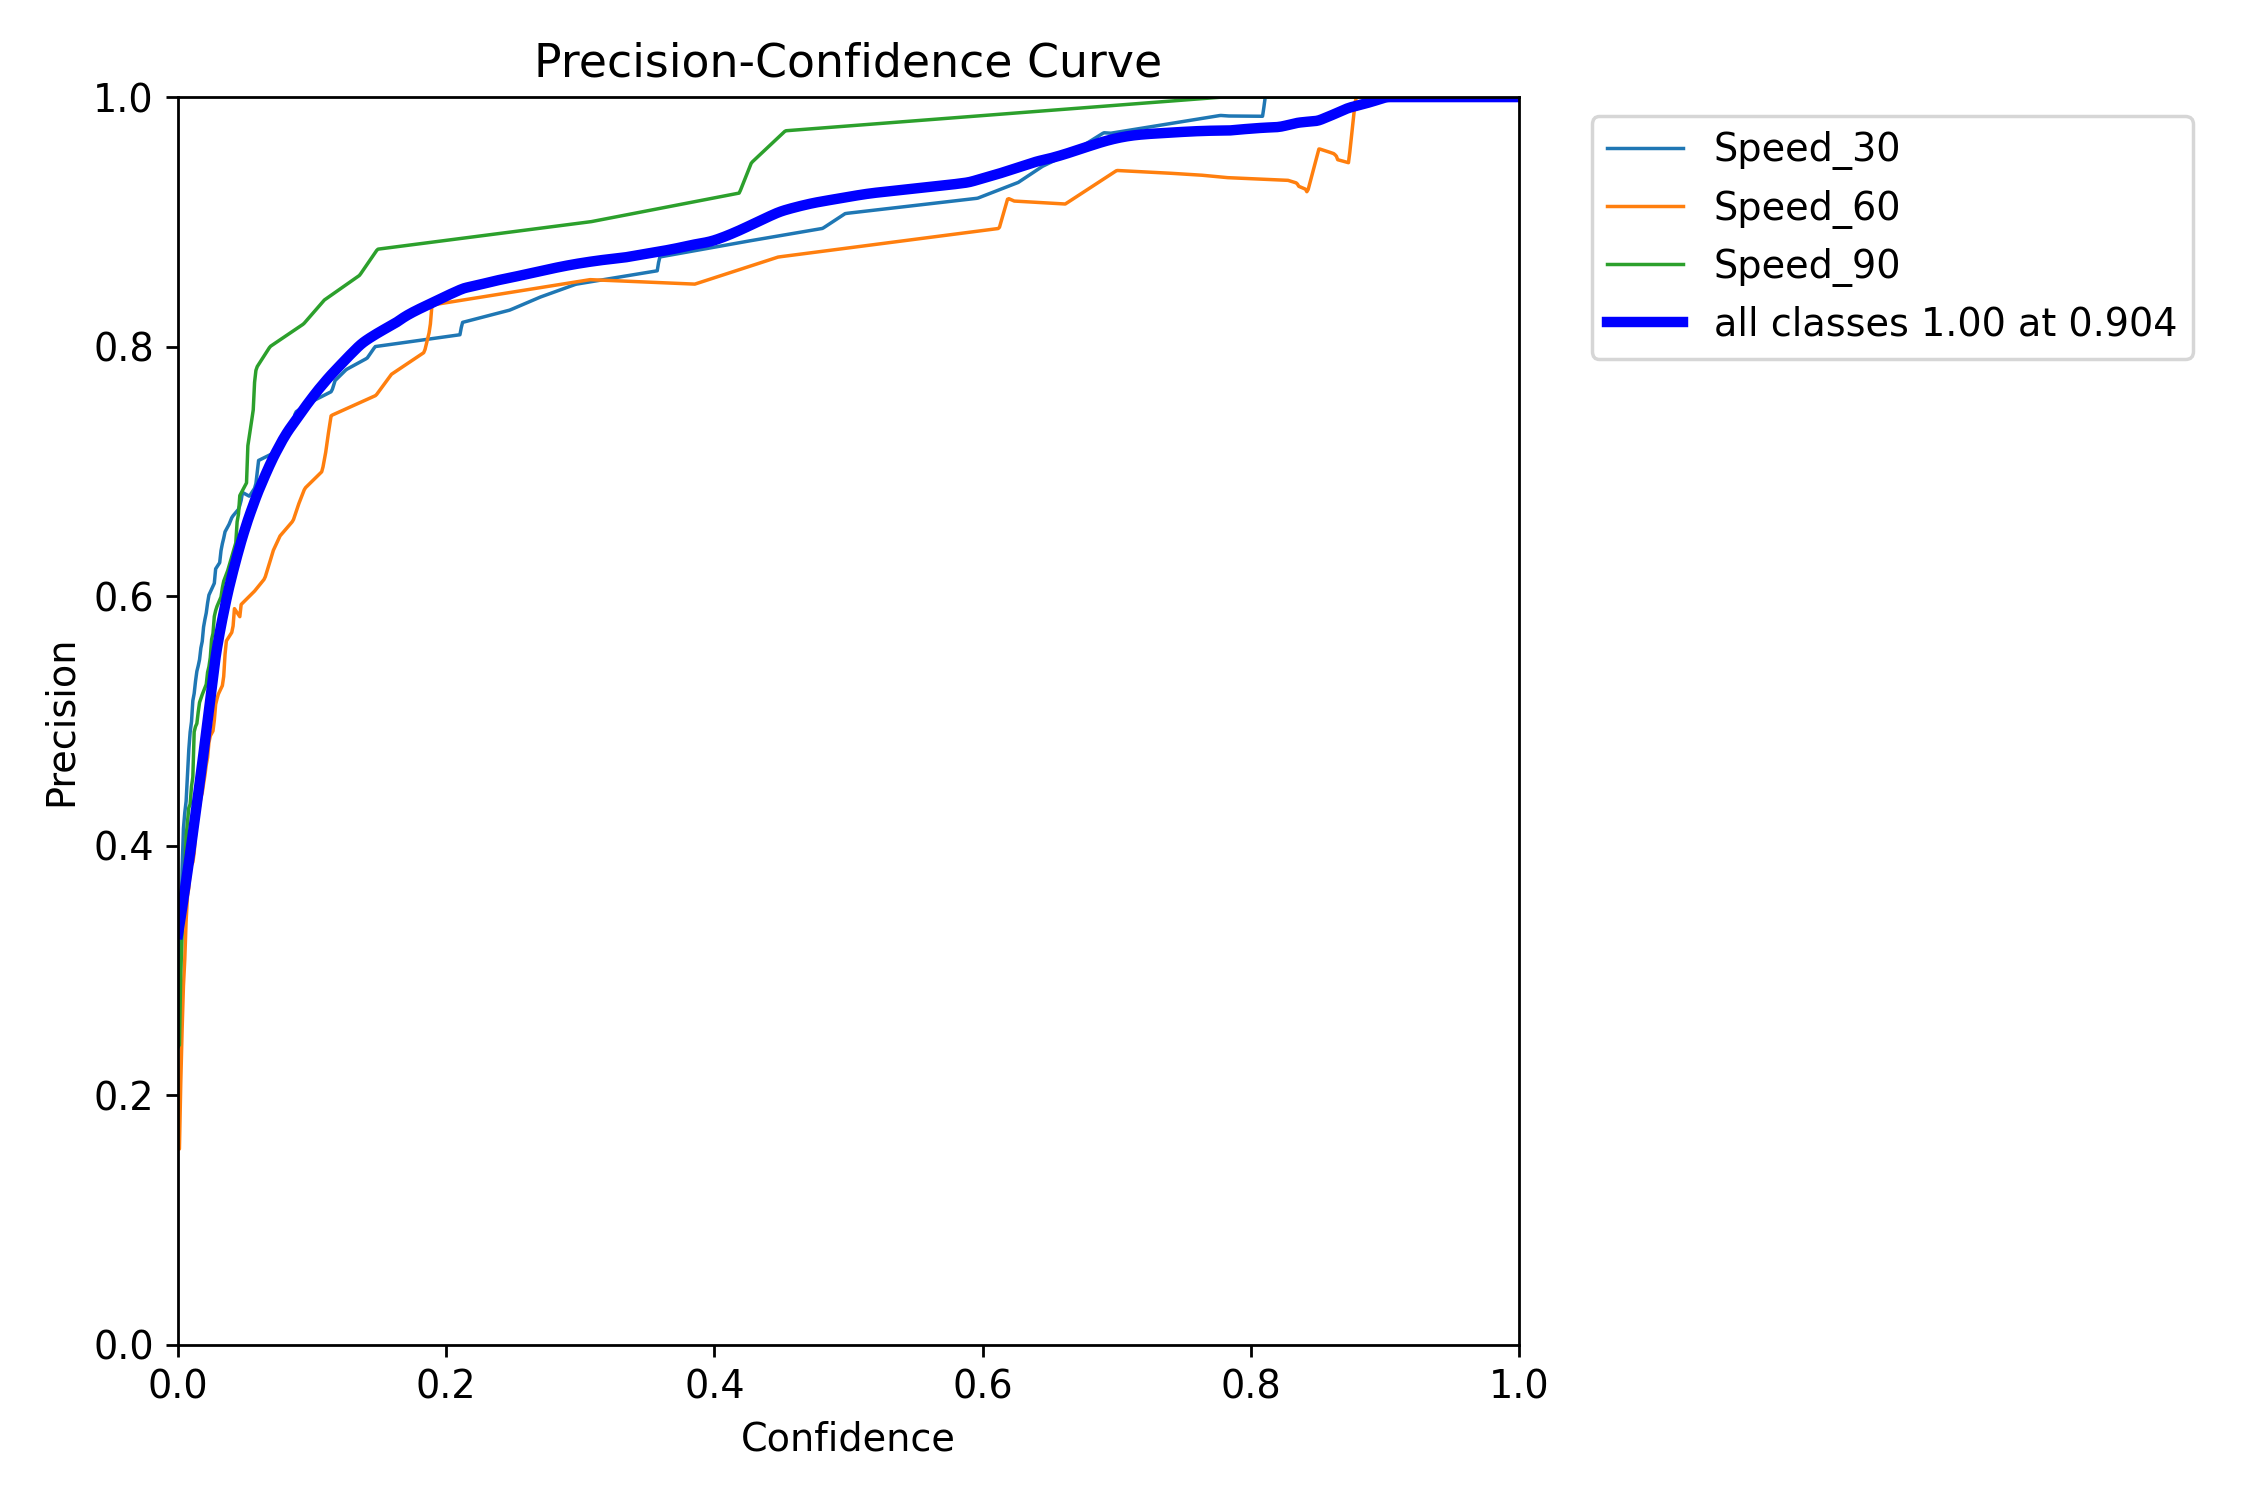 Precision-Confidence Curve
1.0
0.8
0.6
0.4
0.2
0.0
Precision
0.0 0.2 0.4 0.6 0.8 1.0
Confidence
Speed_30
Speed_60
Speed_90
all classes 1.00 at 0.904